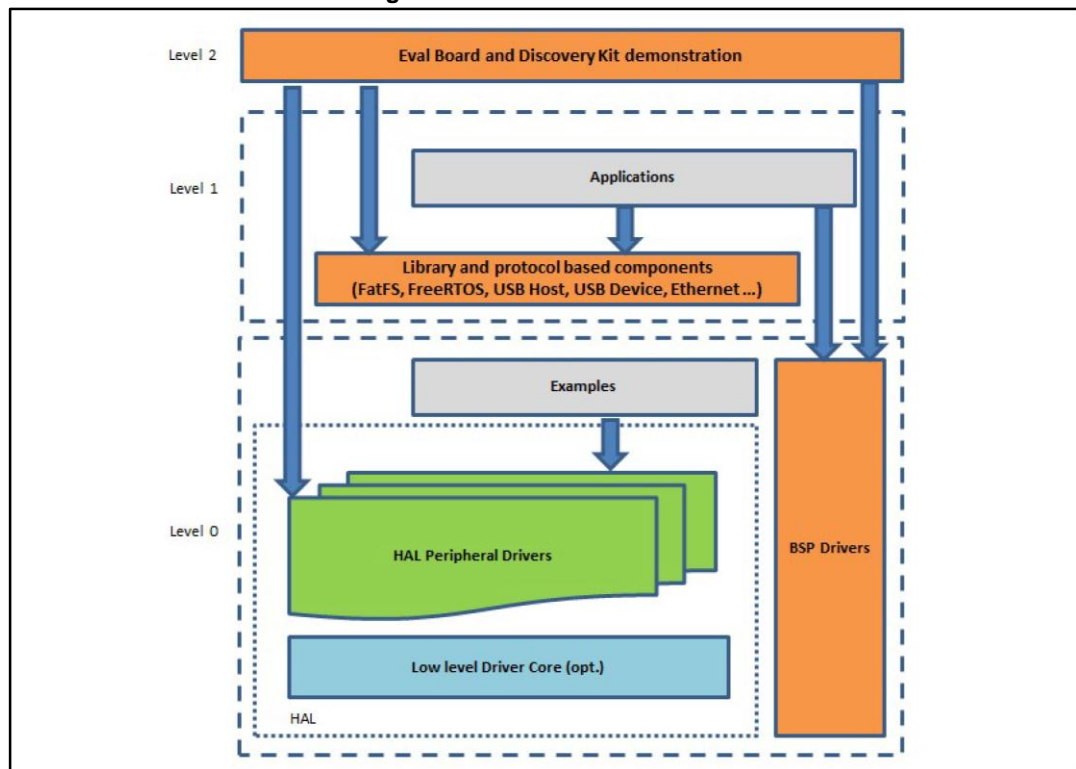 Level 2
Eval Board and Discovery Kit demonstration
Level 1
Applications
Library and protocol based components
(FatFS, FreeRTOS, USB Host, USB Device, Ethernet ...)
Examples
Level 0
HAL Peripheral Drivers
BSP Drivers
Low level Driver Core (opt.)
HAL